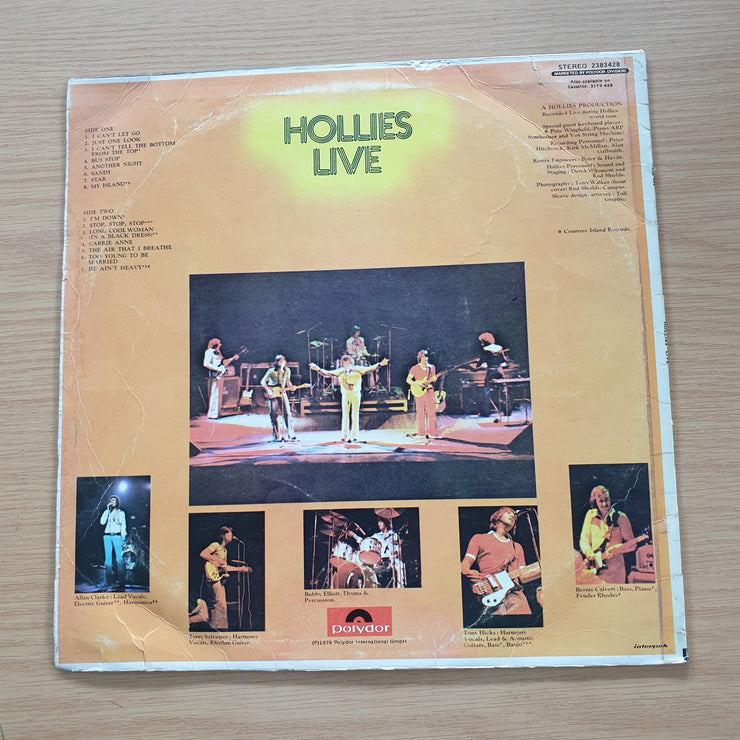 STEREO 2383428
MARKETED BY POLYDOR DIVISION
Also available on
Cassette: 3170 428
HOLLIES
LIVE
SIDE ONE
1. I CAN'T LET GO
2. JUST ONE LOOK
3. I CAN'T TELL THE BOTTOM
FROM THE TOP*
4. BUS STOP
5. ANOTHER NIGHT
6. SANDY
7. STAR
8. MY ISLAND**
SIDE TWO
1. I'M DOWN*
2. STOP, STOP, STOP***
3. LONG, COOL WOMAN
(IN A BLACK DRESS)**
4. CARRIE ANNE
5. THE AIR THAT I BREATHE
6. TOO YOUNG TO BE
MARRIED
7. HE AIN'T HEAVY*‡
A HOLLIES PRODUCTION
Recorded Live during Hollies
world tour.
Special guest keyboard player:
Pete Wingfield/Piano/ARP
Synthesiser and Vox String Machine
Recording Personnel: Peter
Hitchcock, Kirk McMillan, Alan
Galbraith.
Remix Engineers: Peter & Haydn.
Hollies Personnel: Sound and
Staging: Derek Whyment and
Rod Shields.
Photography: Terry Walker (from
cover) Rod Shields, Campus.
Sleeve design, artwork: Tull
Graphic.
Courtesy Island Records.
Allan Clarke: Lead Vocals,
Electric Guitar**, Harmonica‡
Terry Sylvester: Harmony
Vocals, Rhythm Guitar.
Bobby Elliott, Drums &
Percussion.
Tony Hicks: Harmony
Vocals, Lead & Acoustic
Guitars, Bass*, Banjo***
Bernie Calvert: Bass, Piano*,
Fender Rhodes*
polydor
(P)1976 Polydor International GmbH
interpak